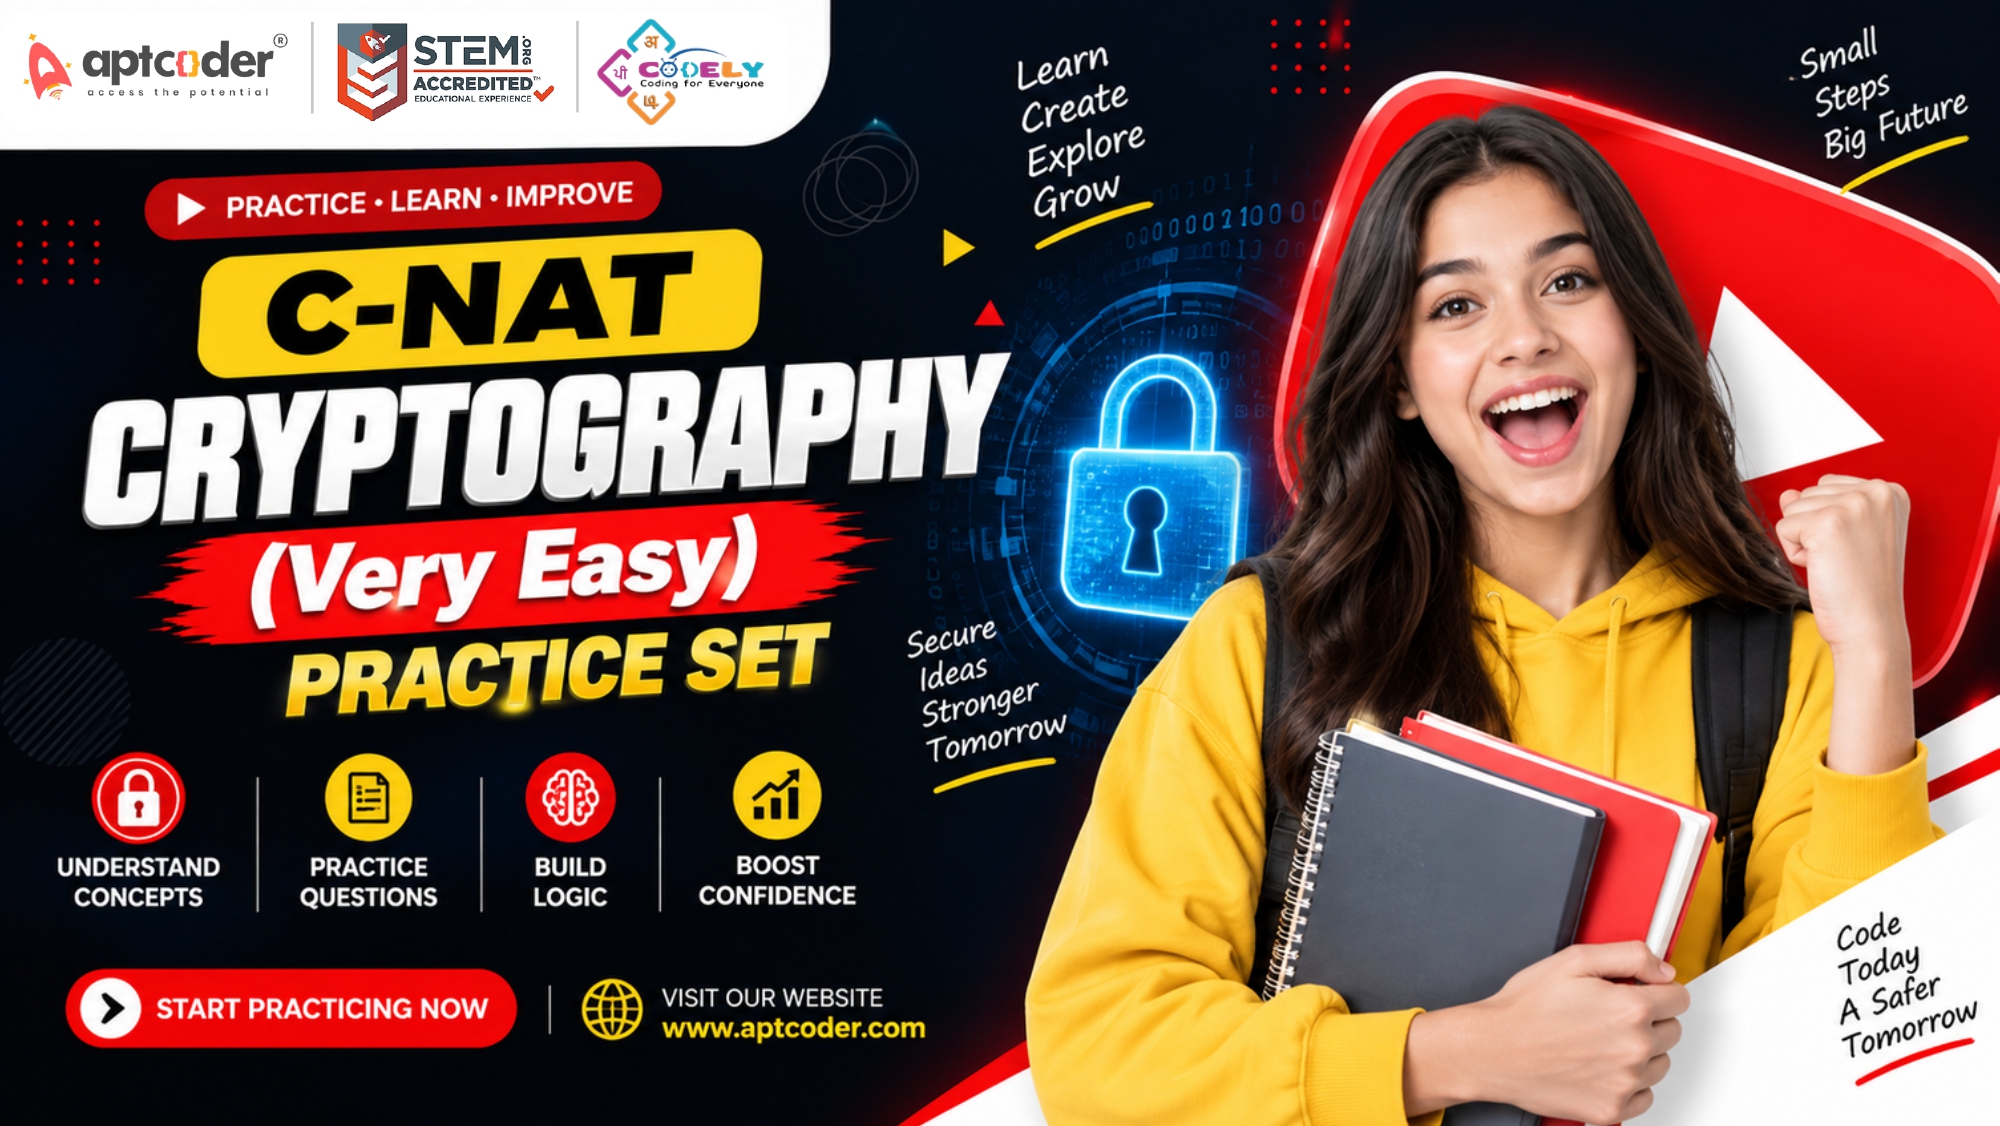 aptcoder®
access the potential
STEM.ORG
ACCREDITED™
EDUCATIONAL EXPERIENCE
अ
पी
CODELY
Coding for Everyone
PRACTICE • LEARN • IMPROVE
C-NAT
CRYPTOGRAPHY
(Very Easy)
PRACTICE SET
UNDERSTAND
CONCEPTS
PRACTICE
QUESTIONS
BUILD
LOGIC
BOOST
CONFIDENCE
START PRACTICING NOW
VISIT OUR WEBSITE
www.aptcoder.com
Learn
Create
Explore
Grow
Small
Steps
Big Future
Secure
Ideas
Stronger
Tomorrow
Code
Today
A Safer
Tomorrow